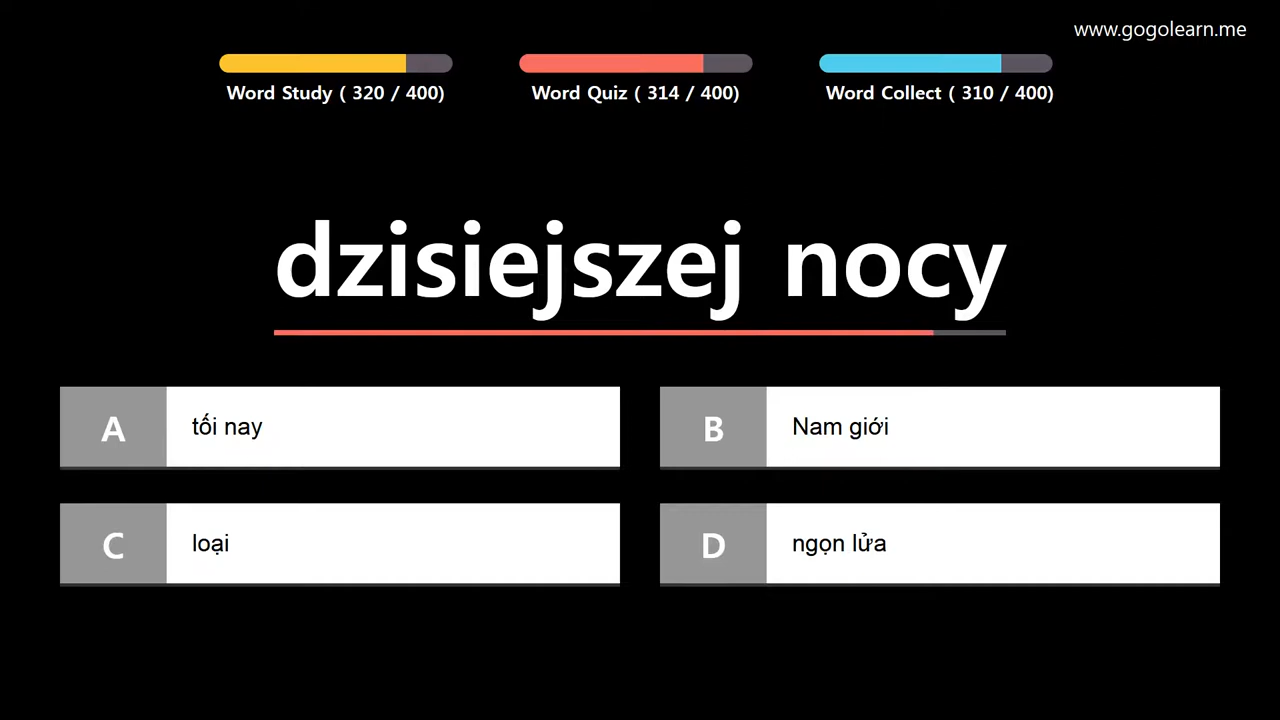 www.gogolearn.me
Word Study ( 320 / 400)
Word Quiz ( 314 / 400)
Word Collect ( 310 / 400)
dzisiejszej nocy
A
tối nay
B
Nam giới
C
loại
D
ngọn lửa